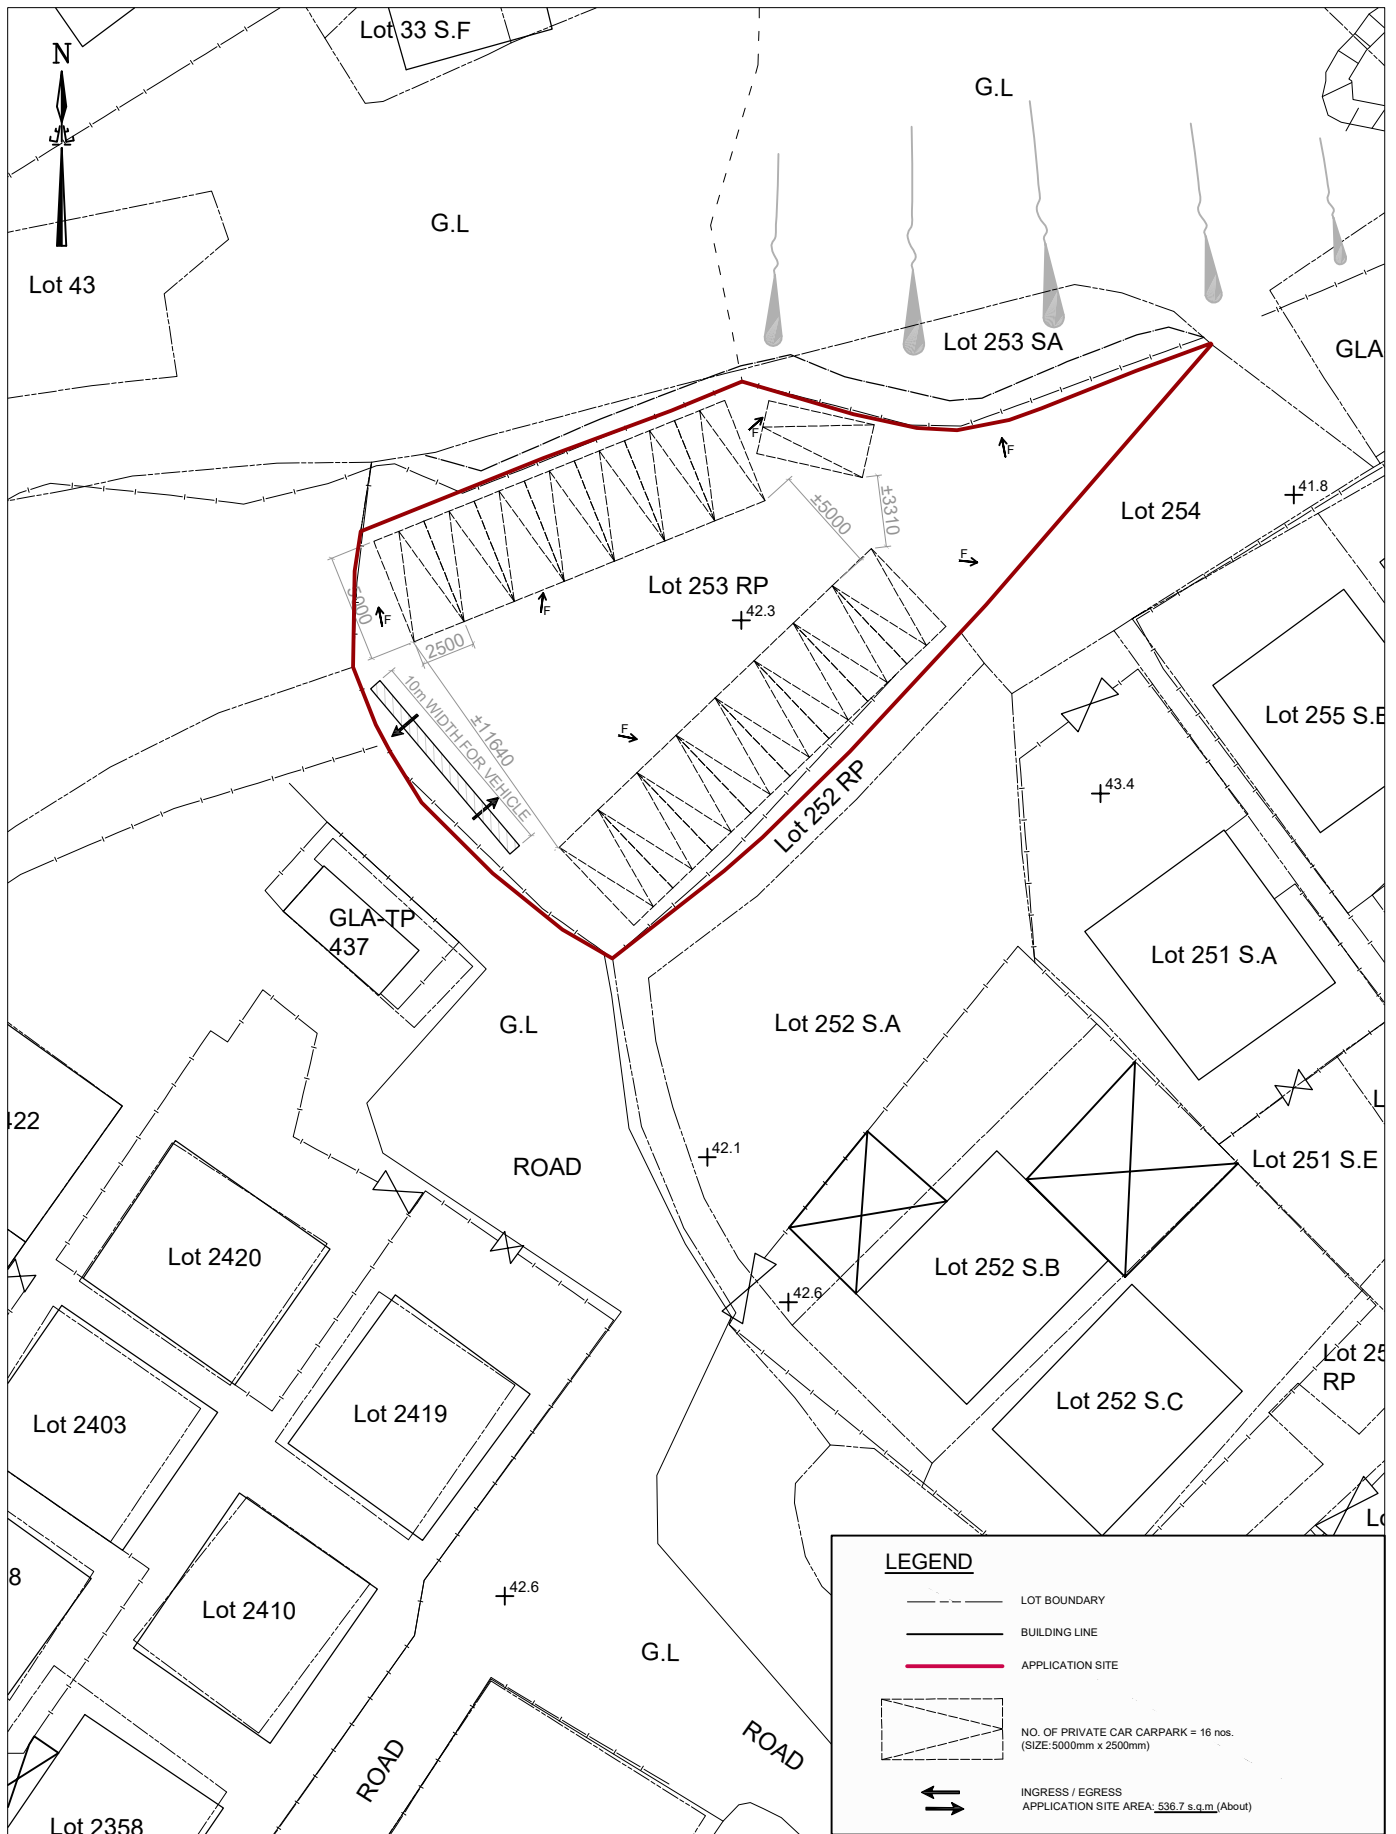 Lot 33 S.F
N
G.L
G.L
Lot 43
Lot 253 SA
GLA
F
F
±3310
±5000
41.8
Lot 254
F
Lot 253 RP
42.3
5000
F
F
2500
10m WIDTH FOR VEHICLE
±11640
F
Lot 255 S.E
43.4
Lot 252 RP
GLA-TP
437
Lot 251 S.A
G.L
Lot 252 S.A
422
42.1
ROAD
Lot 251 S.E
Lot 2420
Lot 252 S.B
42.6
Lot 25
RP
Lot 2403
Lot 2419
Lot 252 S.C
8
42.6
Lot 2410
G.L
ROAD
ROAD
Lot 2358
LEGEND
LOT BOUNDARY
BUILDING LINE
APPLICATION SITE
NO. OF PRIVATE CAR CARPARK = 16 nos.
(SIZE:5000mm x 2500mm)
INGRESS / EGRESS
APPLICATION SITE AREA: 536.7 s.q.m (About)